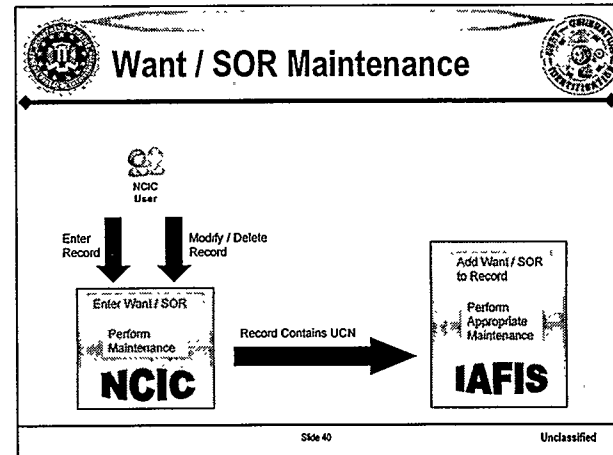 Want / SOR Maintenance
NCIC
User
Enter
Record
Modify / Delete
Record
Enter Want / SOR
Perform
Maintenance
NCIC
Record Contains UCN
Add Want / SOR
to Record
Perform
Appropriate
Maintenance
IAFIS
Slide 40
Unclassified